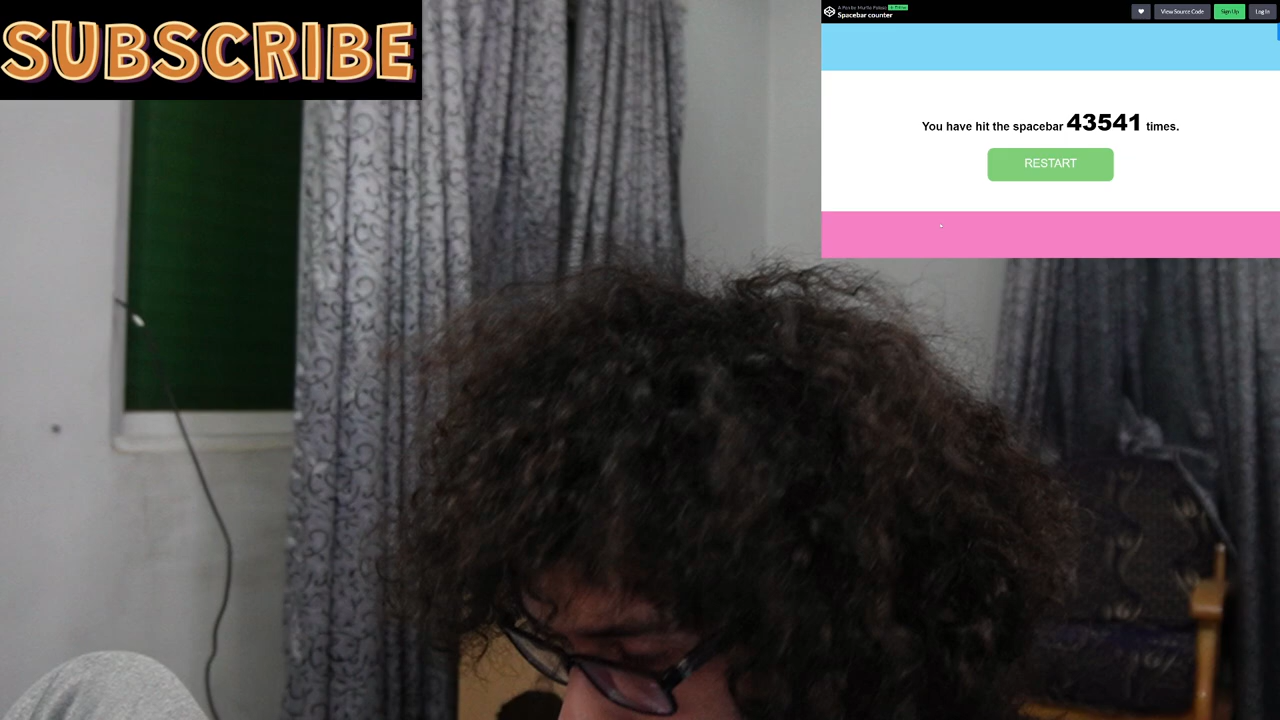 SUBSCRIBE
Spacebar counter
View Source Code
Sign Up
Log In
You have hit the spacebar 43541 times.
RESTART